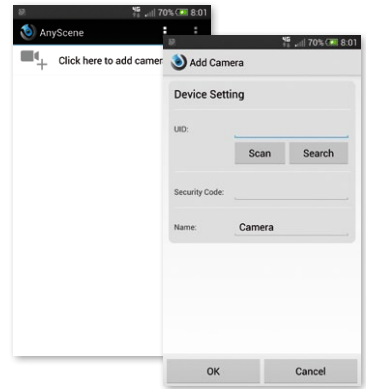 70% 8:01
AnyScene
Click here to add camer
4G 70% 8:01
Add Camera
Device Setting
UID:
Scan Search
Security Code:
Name: Camera
OK Cancel